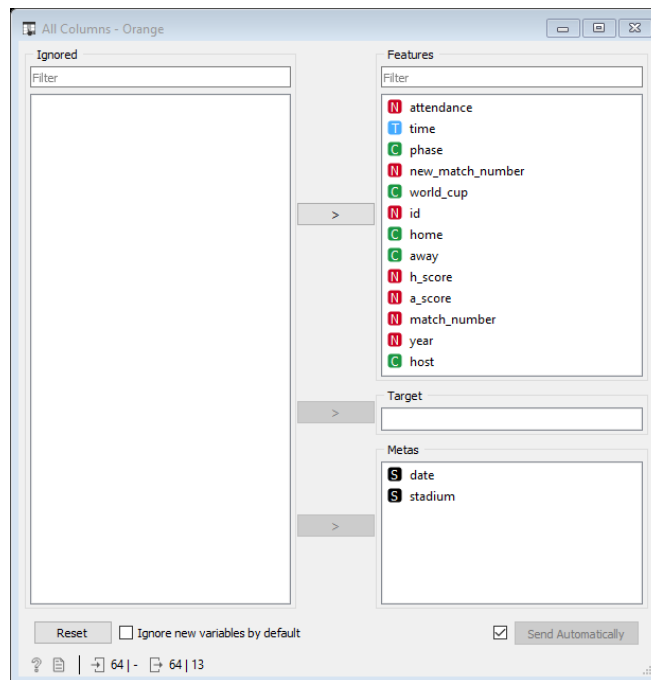 All Columns - Orange
Ignored
Filter
>
>
>
Features
Filter
N attendance
T time
C phase
N new_match_number
C world_cup
N id
C home
C away
N h_score
N a_score
N match_number
N year
C host
Target
Metas
S date
S stadium
Reset
Ignore new variables by default
Send Automatically
? 64 | - 64 | 13